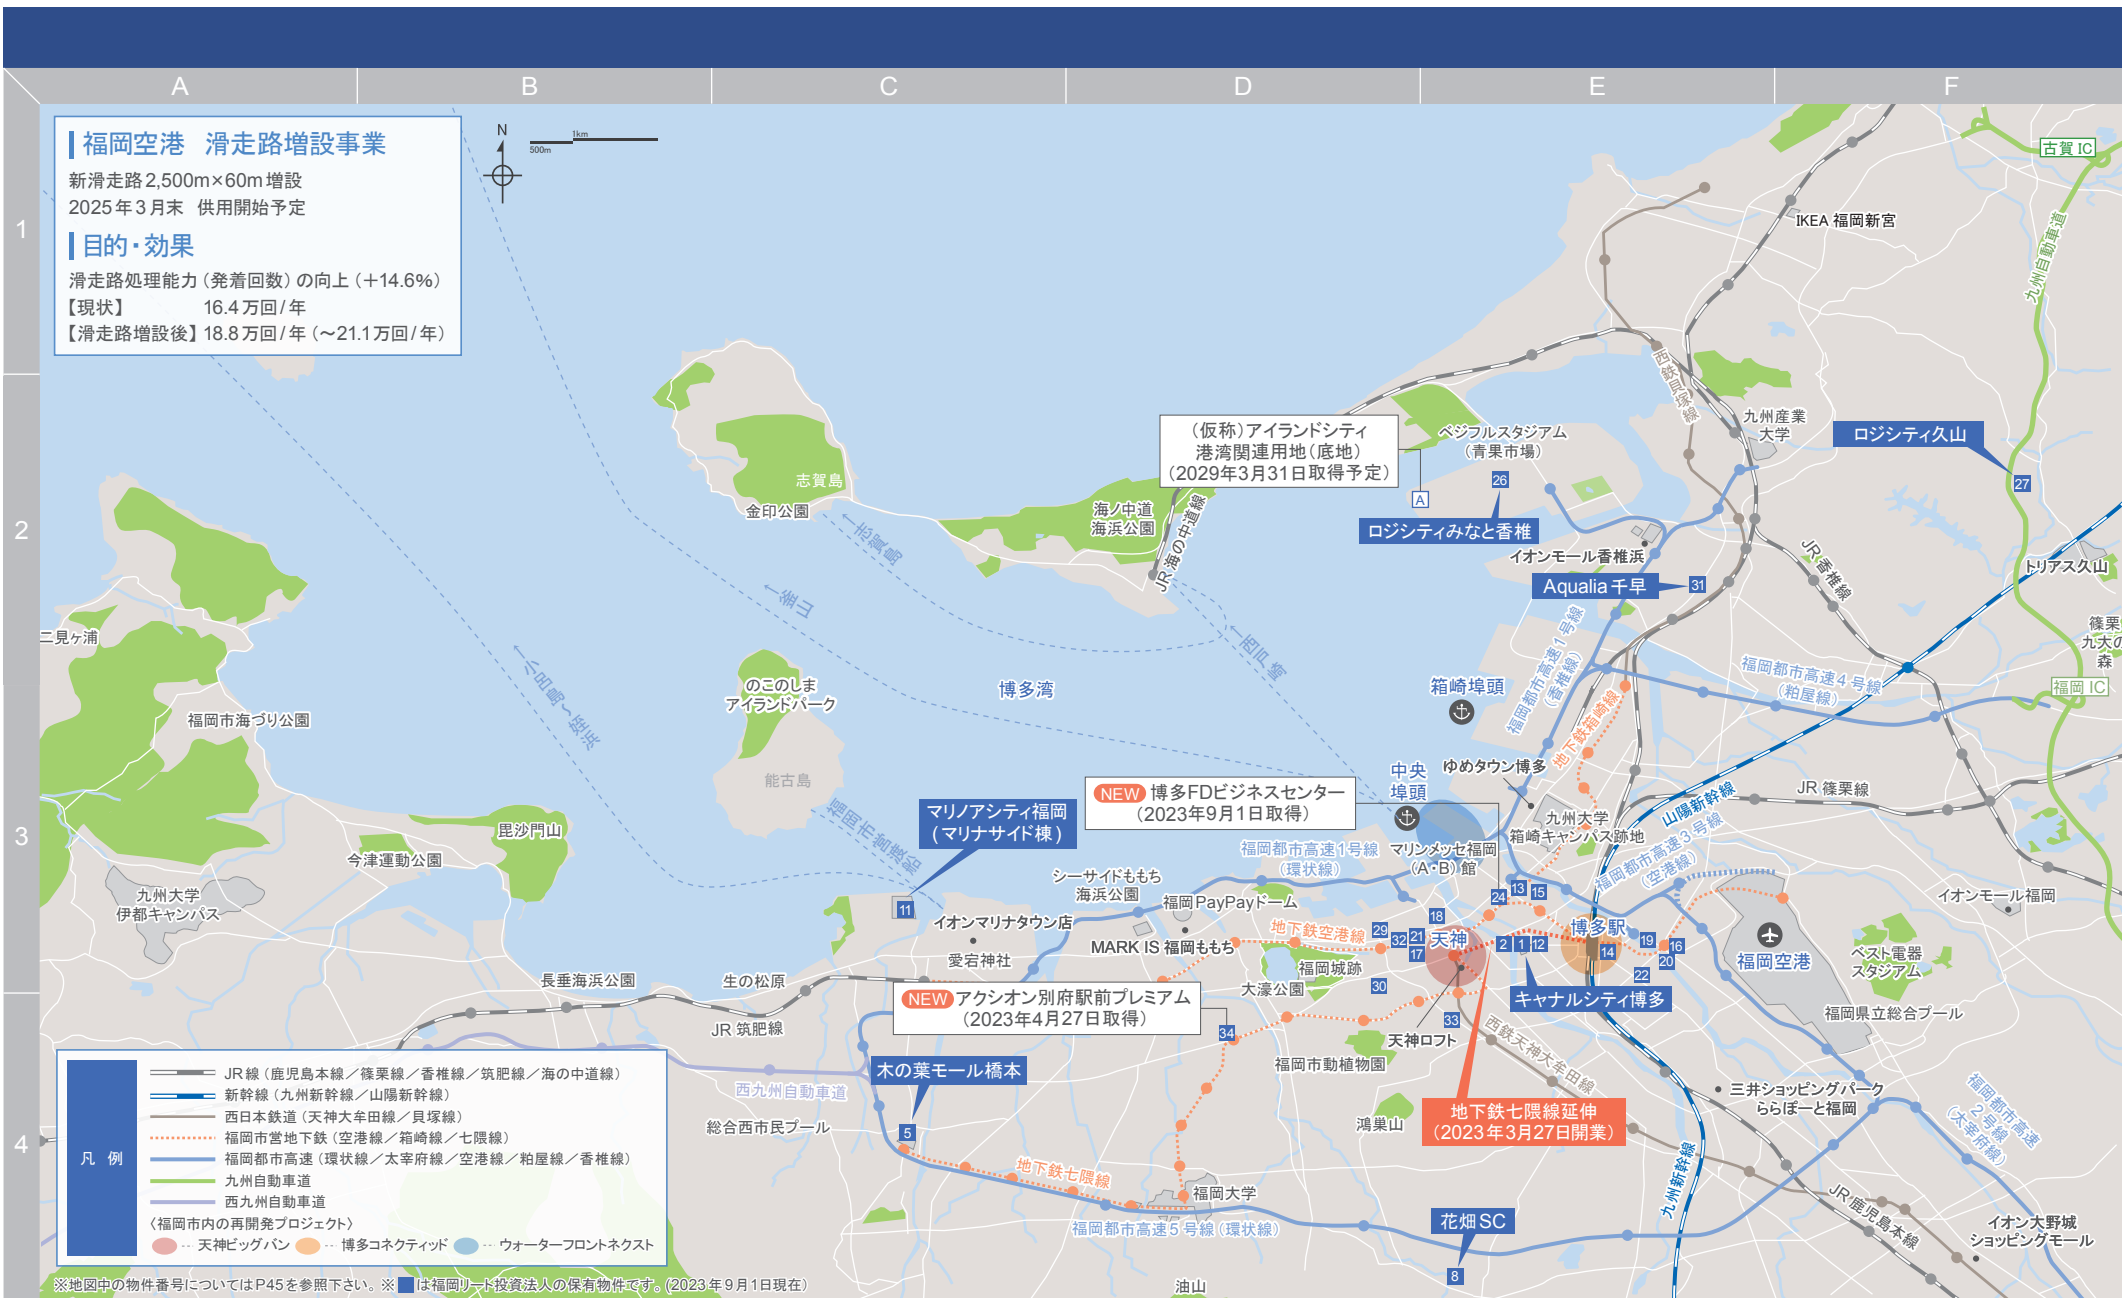 A
B
C
D
E
F
1
2
3
4
福岡空港 滑走路増設事業
新滑走路2,500m×60m増設
2025年3月末 供用開始予定
目的・効果
滑走路処理能力（発着回数）の向上（＋14.6%）
【現状】 16.4万回/年
【滑走路増設後】 18.8万回/年（～21.1万回/年）
N
1km
500m
古賀IC
IKEA 福岡新宮
九州自動車道
西鉄貝塚線
九州産業
大学
ロジシティ久山
27
（仮称）アイランドシティ
港湾関連用地（底地）
（2029年3月31日取得予定）
A
ベジフルスタジアム
（青果市場）
26
ロジシティみなと香椎
志賀島
金印公園
海ノ中道
海浜公園
JR海の中道線
←志賀島
←釜山
←西戸崎
←小呂島～姪浜
イオンモール香椎浜
Aqualia千早
31
JR香椎線
トリアス久山
篠栗
九大の
森
福岡IC
二見ヶ浦
福岡市海づり公園
のこのしま
アイランドパーク
能古島
博多湾
箱崎埠頭
福岡都市高速1号線
（香椎線）
地下鉄箱崎線
福岡都市高速4号線
（粕屋線）
中央
埠頭
ゆめタウン博多
JR篠栗線
山陽新幹線
NEW 博多FDビジネスセンター
（2023年9月1日取得）
九州大学
箱崎キャンパス跡地
福岡都市高速3号線
（空港線）
マリンメッセ福岡
（A・B）館
マリノアシティ福岡
（マリナサイド棟）
11
福岡市営渡船
毘沙門山
今津運動公園
九州大学
伊都キャンパス
福岡都市高速1号線
（環状線）
シーサイドももち
海浜公園
福岡PayPayドーム
イオンマリナタウン店
愛宕神社
MARK IS 福岡ももち
地下鉄空港線
福岡城跡
大濠公園
29
32
21
17
18
30
天神
24
13
15
2
1
12
博多駅
14
19
16
20
22
キャナルシティ博多
福岡空港
イオンモール福岡
ベスト電器
スタジアム
福岡県立総合プール
長垂海浜公園
生の松原
JR筑肥線
NEW アクシオン別府駅前プレミアム
（2023年4月27日取得）
34
33
天神ロフト
福岡市動植物園
西鉄天神大牟田線
木の葉モール橋本
5
西九州自動車道
総合西市民プール
鴻巣山
地下鉄七隈線延伸
（2023年3月27日開業）
三井ショッピングパーク
ららぽーと福岡
福岡都市高速
2号線
（太宰府線）
地下鉄七隈線
福岡大学
福岡都市高速5号線（環状線）
花畑SC
8
九州新幹線
JR鹿児島本線
イオン大野城
ショッピングモール
油山
凡例
JR線（鹿児島本線／篠栗線／香椎線／筑肥線／海の中道線）
新幹線（九州新幹線／山陽新幹線）
西日本鉄道（天神大牟田線／貝塚線）
福岡市営地下鉄（空港線／箱崎線／七隈線）
福岡都市高速（環状線／太宰府線／空港線／粕屋線／香椎線）
九州自動車道
西九州自動車道
〈福岡市内の再開発プロジェクト〉
天神ビッグバン 博多コネクティッド ウォーターフロントネクスト
※地図中の物件番号についてはP45を参照下さい。※ は福岡リート投資法人の保有物件です。(2023年9月1日現在)